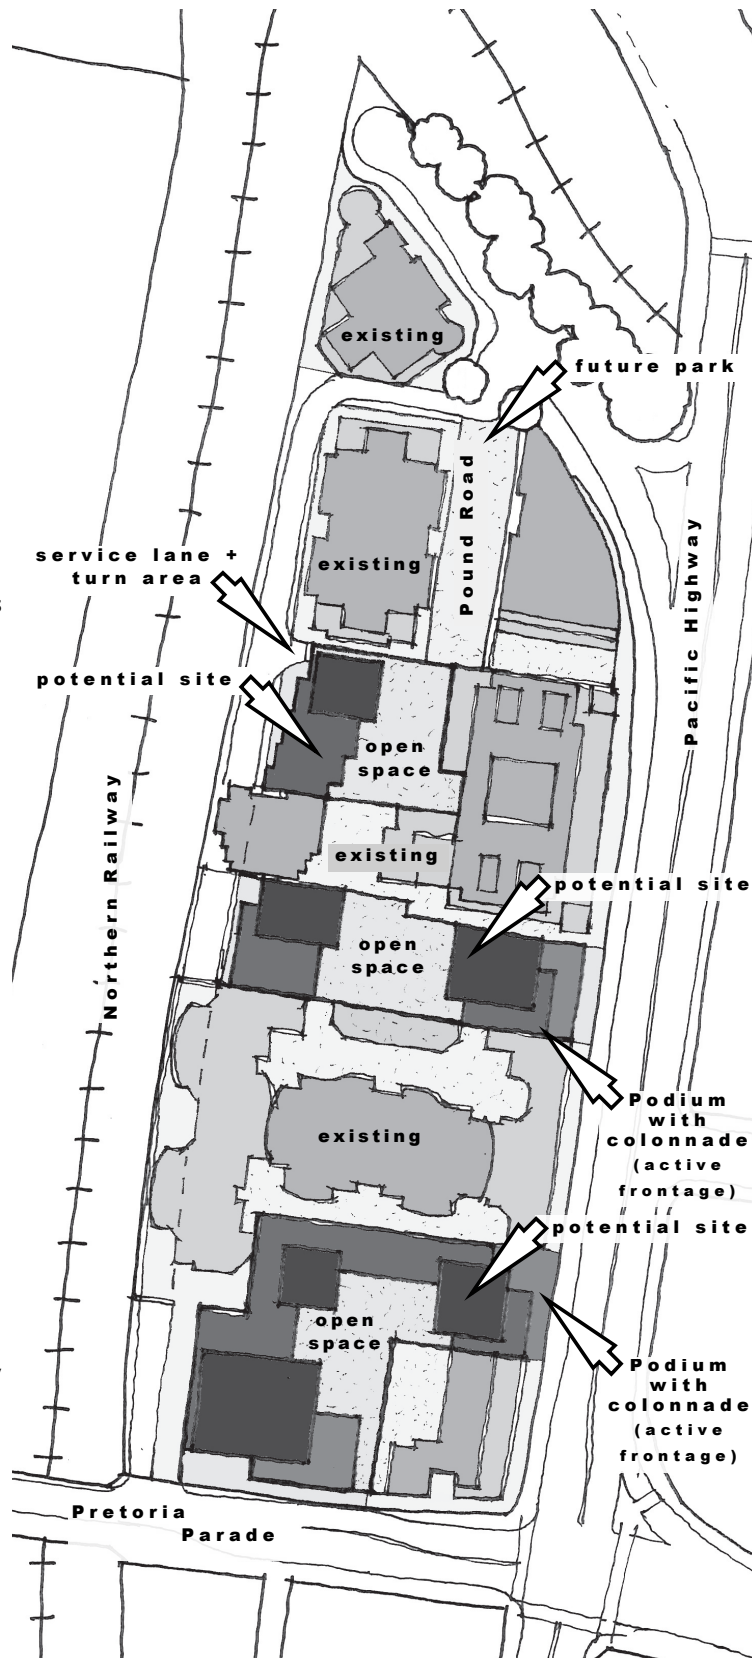 existing
future park
Pound Road
existing
service lane +
turn area
Pacific Highway
potential site
open
space
Northern Railway
existing
potential site
open
space
Podium
with
colonnade
(active
frontage)
existing
potential site
open
space
Podium
with
colonnade
(active
frontage)
Pretoria
Parade